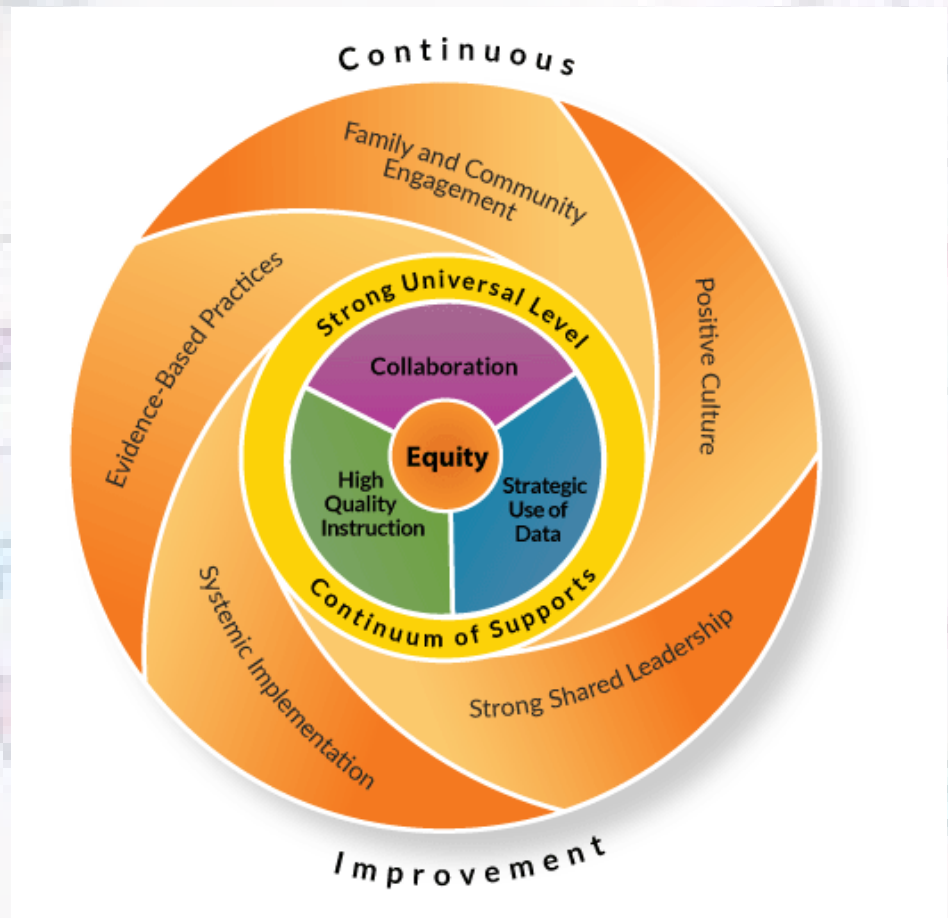 Continuous
Family and Community
Engagement
Positive Culture
Evidence-Based Practices
Strong Universal Level
Collaboration
Equity
High
Quality
Instruction
Strategic
Use of
Data
Continuum of Supports
Systemic Implementation
Strong Shared Leadership
Improvement